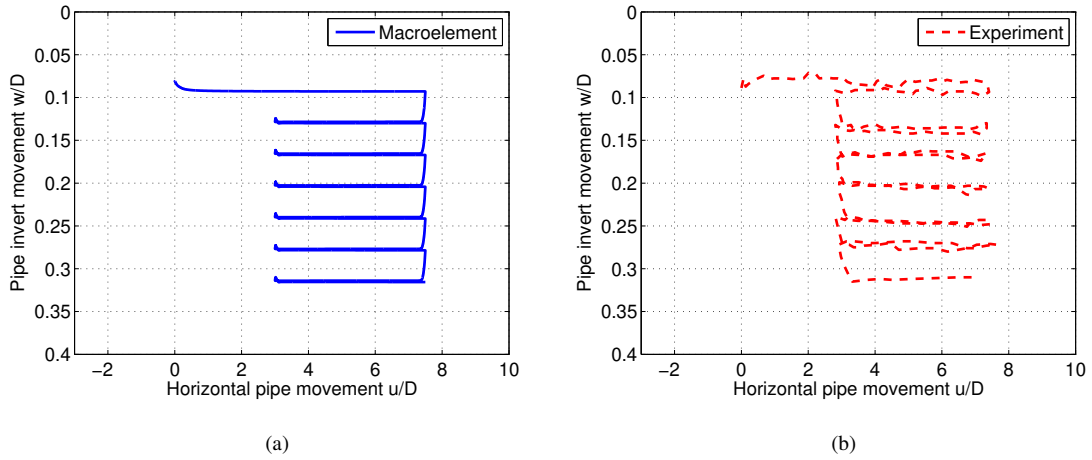 0
0.05
0.1
0.15
0.2
0.25
0.3
0.35
0.4
Pipe invert movement w/D
Macroelement
−2 0 2 4 6 8 10
Horizontal pipe movement u/D
(a)
0
0.05
0.1
0.15
0.2
0.25
0.3
0.35
0.4
Pipe invert movement w/D
Experiment
−2 0 2 4 6 8 10
Horizontal pipe movement u/D
(b)